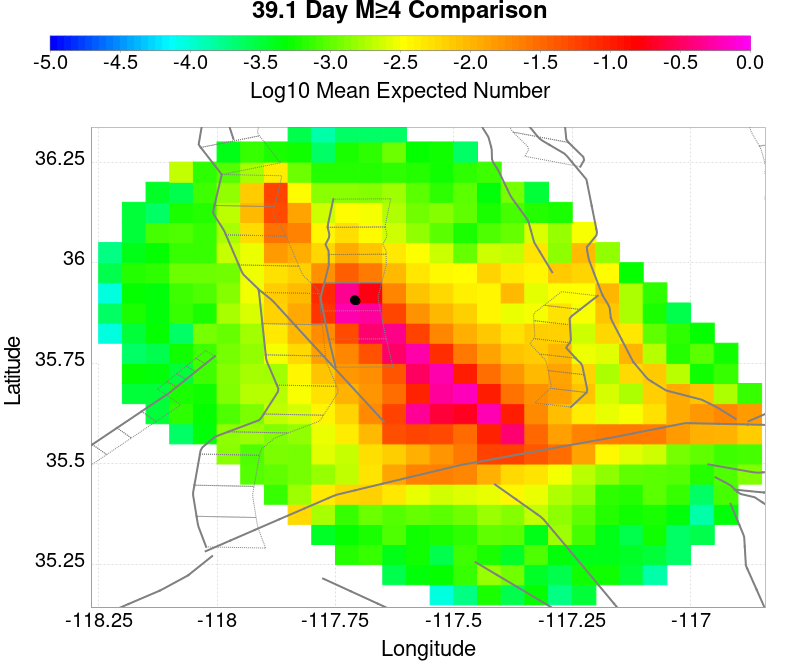 39.1 Day M≥4 Comparison
-5.0 -4.5 -4.0 -3.5 -3.0 -2.5 -2.0 -1.5 -1.0 -0.5 0.0
Log10 Mean Expected Number
36.25
36
35.75
35.5
35.25
Latitude
-118.25 -118 -117.75 -117.5 -117.25 -117
Longitude